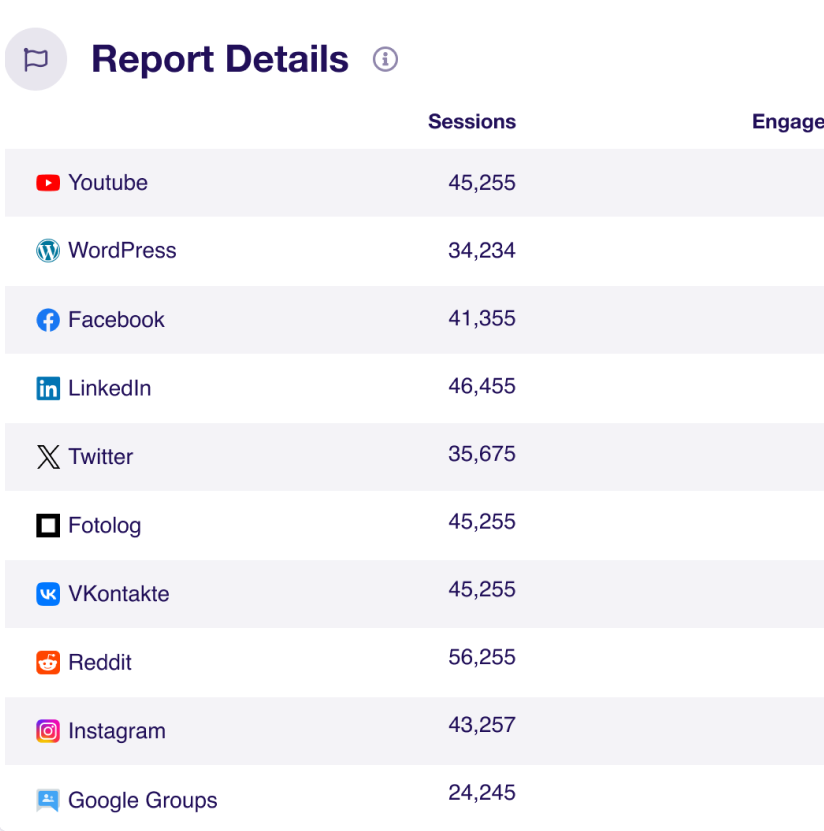 Report Details
Sessions Engage
Youtube 45,255
WordPress 34,234
Facebook 41,355
LinkedIn 46,455
Twitter 35,675
Fotolog 45,255
VKontakte 45,255
Reddit 56,255
Instagram 43,257
Google Groups 24,245